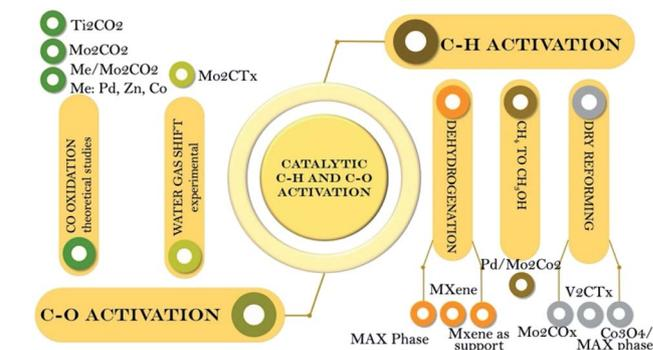 Ti2CO2
Mo2CO2
Me/Mo2CO2
Me: Pd, Zn, Co
Mo2CTx
CO OXIDATION
theoretical studies
WATER GAS SHIFT
experimental
C-O ACTIVATION
CATALYTIC
C-H AND C-O
ACTIVATION
C-H ACTIVATION
DEHYDROGENATION
CH₄ TO CH₃OH
DRY REFORMING
MAX Phase
MXene
Mxene as
support
Pd/Mo2Co2
Mo2COx
V2CTx
Co3O4/
MAX phase